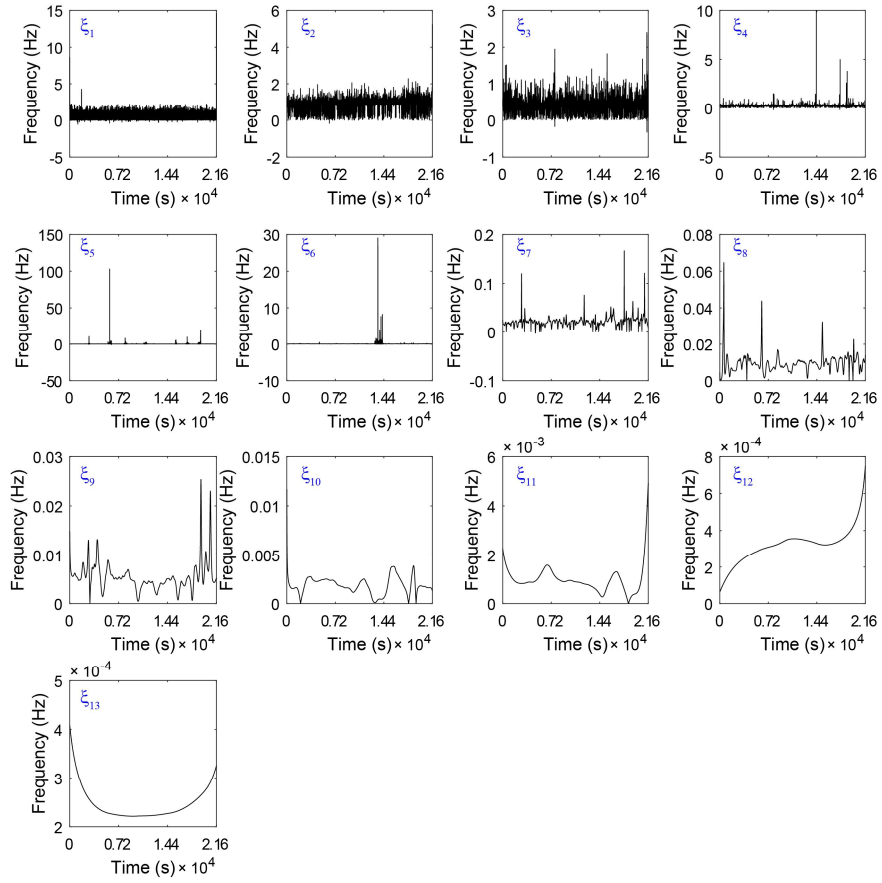 15
10
5
0
-5
Frequency (Hz)
ξ1
0 0.72 1.44 2.16
Time (s) × 10^4
6
4
2
0
-2
Frequency (Hz)
ξ2
0 0.72 1.44 2.16
Time (s) × 10^4
3
2
1
0
-1
Frequency (Hz)
ξ3
0 0.72 1.44 2.16
Time (s) × 10^4
10
5
0
-5
Frequency (Hz)
ξ4
0 0.72 1.44 2.16
Time (s) × 10^4
150
100
50
0
-50
Frequency (Hz)
ξ5
0 0.72 1.44 2.16
Time (s) × 10^4
30
20
10
0
-10
Frequency (Hz)
ξ6
0 0.72 1.44 2.16
Time (s) × 10^4
0.2
0.1
0
-0.1
Frequency (Hz)
ξ7
0 0.72 1.44 2.16
Time (s) × 10^4
0.08
0.06
0.04
0.02
0
Frequency (Hz)
ξ8
0 0.72 1.44 2.16
Time (s) × 10^4
0.03
0.02
0.01
0
Frequency (Hz)
ξ9
0 0.72 1.44 2.16
Time (s) × 10^4
0.015
0.01
0.005
0
Frequency (Hz)
ξ10
0 0.72 1.44 2.16
Time (s) × 10^4
× 10^-3
6
4
2
0
Frequency (Hz)
ξ11
0 0.72 1.44 2.16
Time (s) × 10^4
× 10^-4
8
6
4
2
0
Frequency (Hz)
ξ12
0 0.72 1.44 2.16
Time (s) × 10^4
× 10^-4
5
4
3
2
Frequency (Hz)
ξ13
0 0.72 1.44 2.16
Time (s) × 10^4